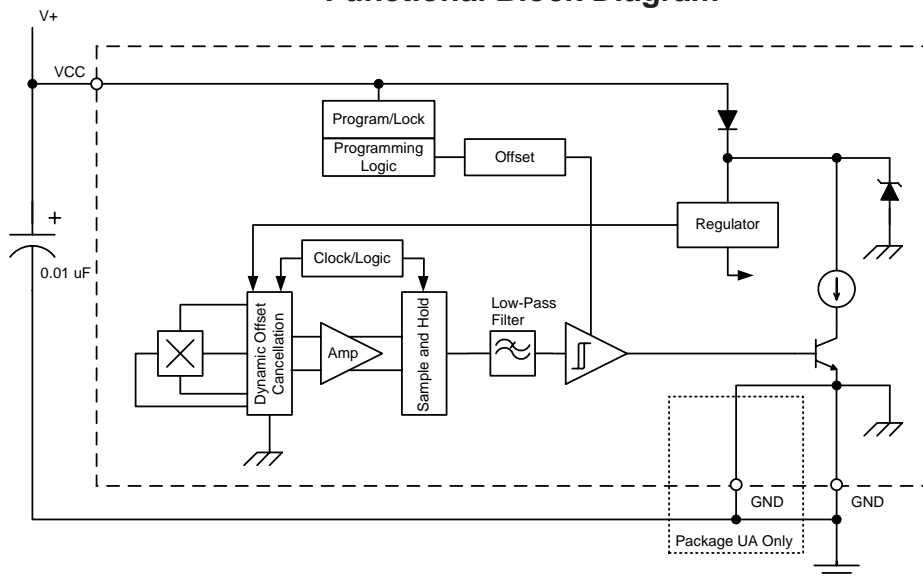 Functional Block Diagram
V+
VCC
Program/Lock
Programming
Logic
Offset
Regulator
+
0.01 uF
Clock/Logic
Low-Pass
Filter
Dynamic Offset
Cancellation
Amp
Sample and Hold
GND
GND
Package UA Only